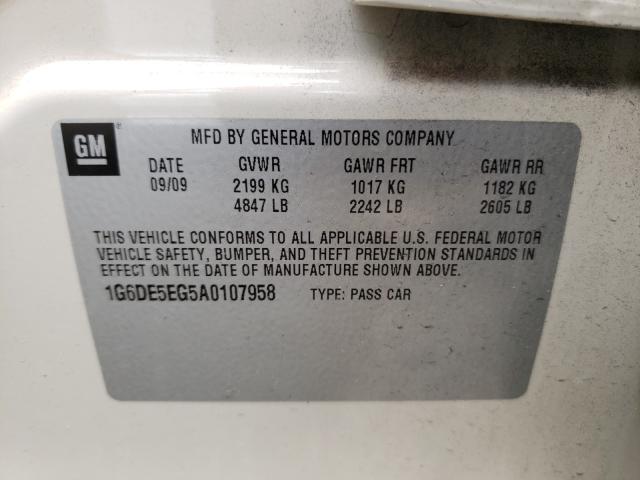 GM
MFD BY GENERAL MOTORS COMPANY
DATE GVWR GAWR FRT GAWR RR
09/09 2199 KG 1017 KG 1182 KG
4847 LB 2242 LB 2605 LB
THIS VEHICLE CONFORMS TO ALL APPLICABLE U.S. FEDERAL MOTOR
VEHICLE SAFETY, BUMPER, AND THEFT PREVENTION STANDARDS IN
EFFECT ON THE DATE OF MANUFACTURE SHOWN ABOVE.
1G6DE5EG5A0107958 TYPE: PASS CAR